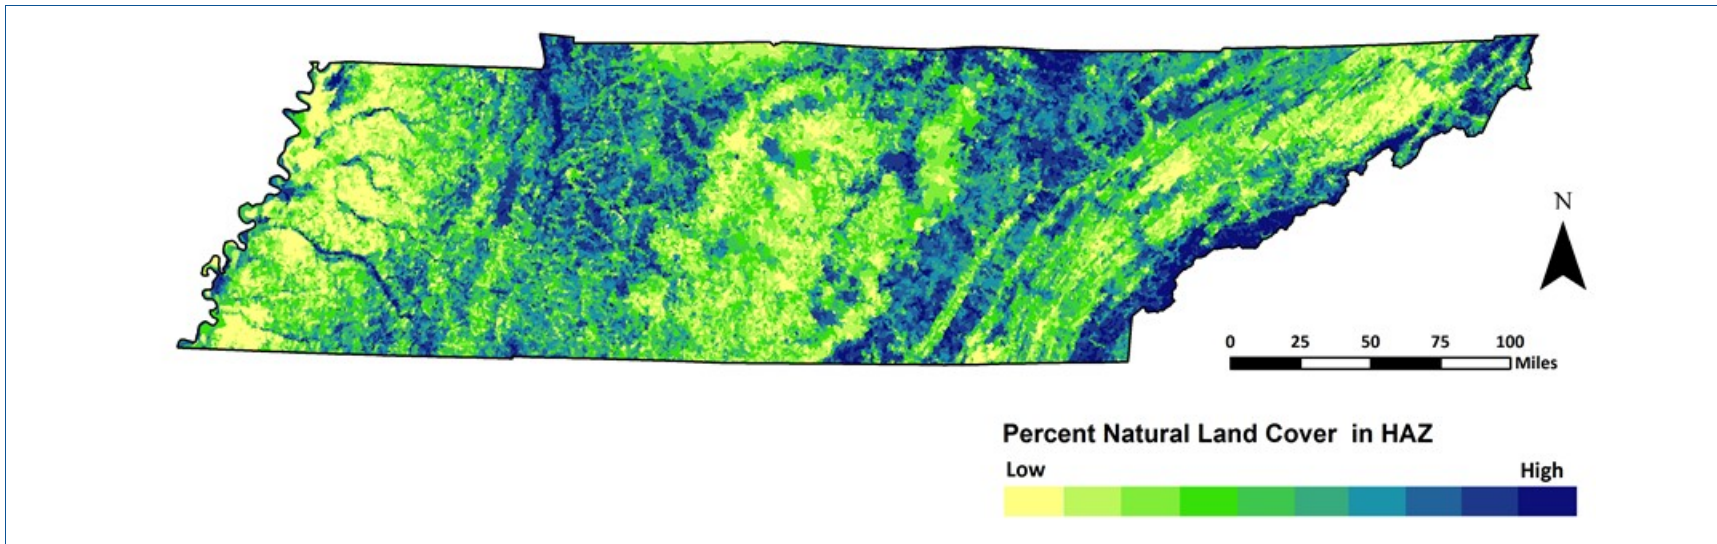 N
0 25 50 75 100
Miles
Percent Natural Land Cover in HAZ
Low High